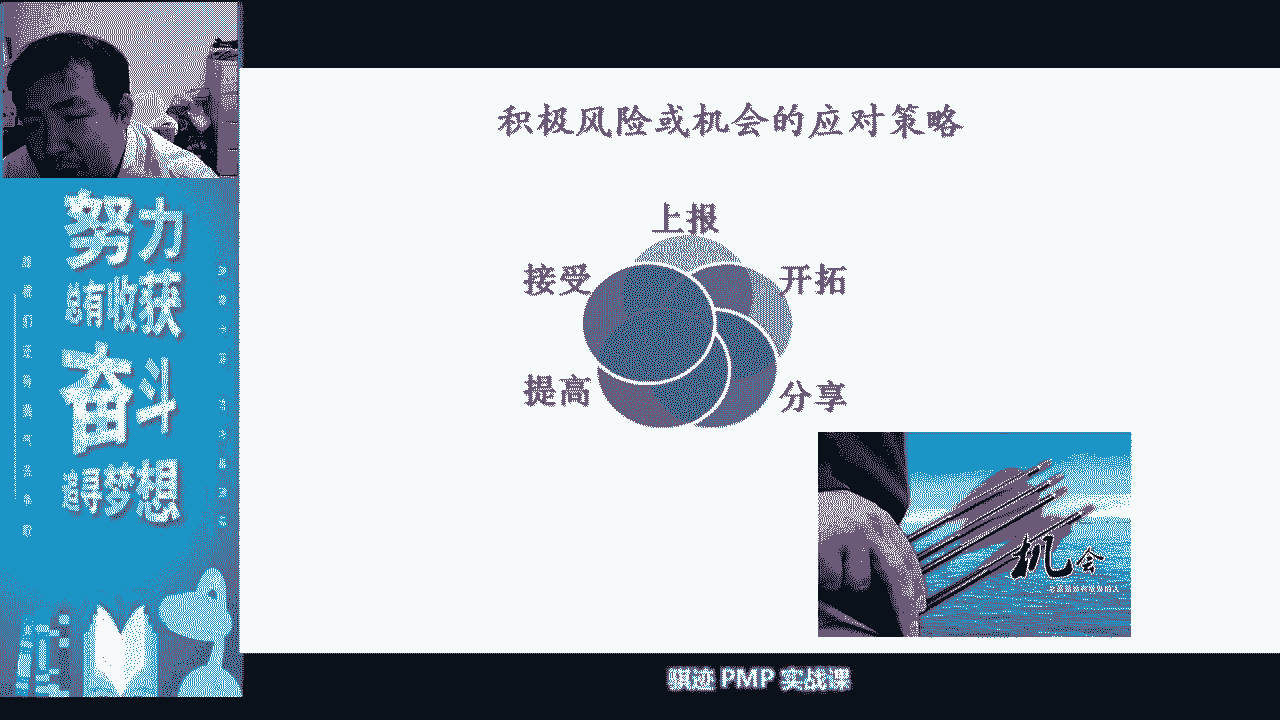 积极风险或机会的应对策略
上报
接受
开拓
提高
分享
努力
自有收获
奋斗
追寻梦想
机会
骐迹 PMP 实战课